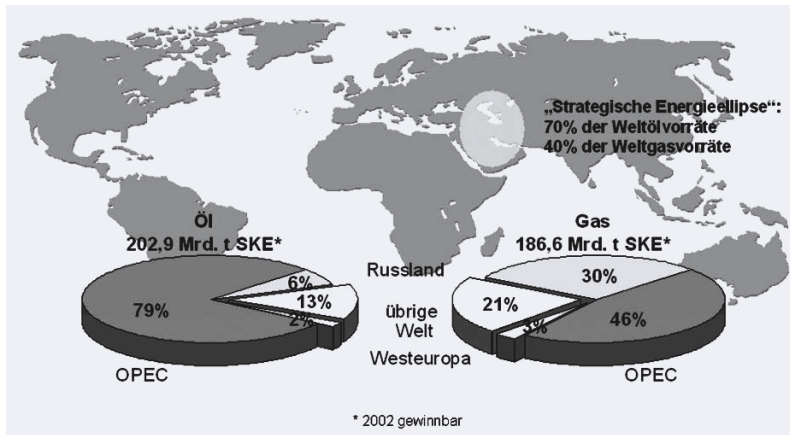 „Strategische Energieellipse“:
70% der Weltölvorräte
40% der Weltgasvorräte
Öl
202,9 Mrd. t SKE*
Gas
186,6 Mrd. t SKE*
Russland
6%
13%
79%
2%
OPEC
übrige
Welt
Westeuropa
30%
21%
46%
3%
OPEC
* 2002 gewinnbar